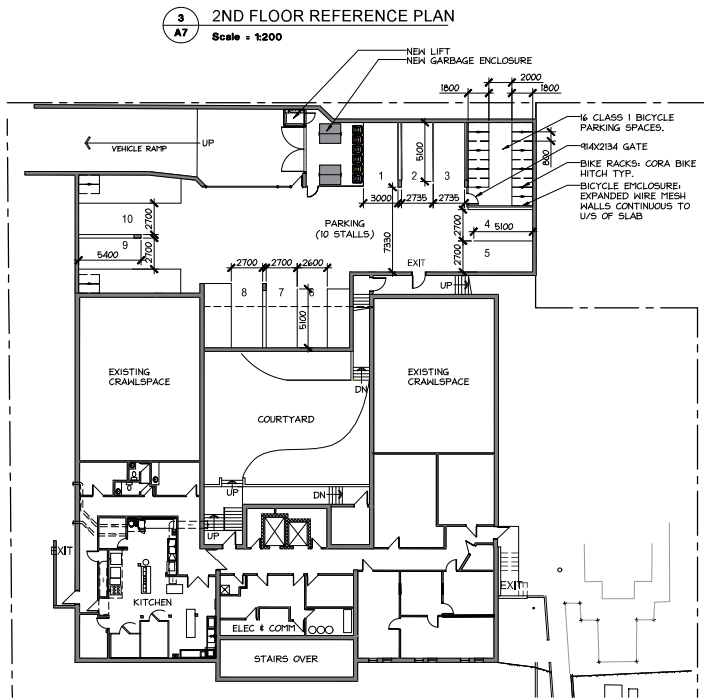 3
A7
2ND FLOOR REFERENCE PLAN
Scale = 1:200
NEW LIFT
NEW GARBAGE ENCLOSURE
2000
1800
1800
16 CLASS 1 BICYCLE
PARKING SPACES.
914X2134 GATE
BIKE RACKS: CORA BIKE
HITCH TYP.
BICYCLE EMCLOSURE:
EXPANDED WIRE MESH
WALLS CONTINUOUS TO
U/S OF SLAB
VEHICLE RAMP
UP
1
2
3
5100
800
3000
2735
2735
10
2700
9
2700
5400
PARKING
(10 STALLS)
7330
4
5100
2700
5
EXIT
UP
2700
2700
2600
8
7
6
5100
EXISTING
CRAWLSPACE
EXISTING
CRAWLSPACE
DN
COURTYARD
UP
DN
UP
EXIT
KITCHEN
ELEC & COMM
EXIT
STAIRS OVER